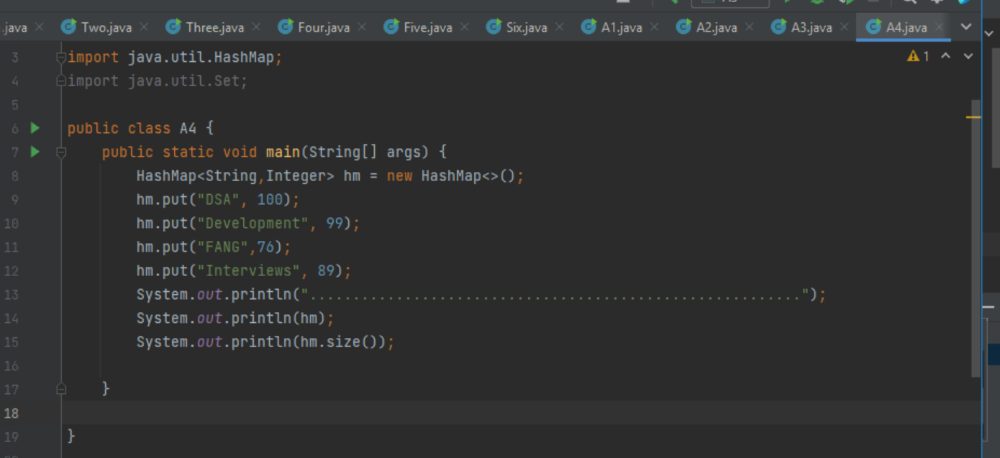 .java Two.java Three.java Four.java Five.java Six.java A1.java A2.java A3.java A4.java
3 import java.util.HashMap; 1
4 import java.util.Set;
5
6 public class A4 {
7 public static void main(String[] args) {
8 HashMap<String,Integer> hm = new HashMap<>();
9 hm.put("DSA", 100);
10 hm.put("Development", 99);
11 hm.put("FANG",76);
12 hm.put("Interviews", 89);
13 System.out.println(".........................................................");
14 System.out.println(hm);
15 System.out.println(hm.size());
16
17 }
18
19 }